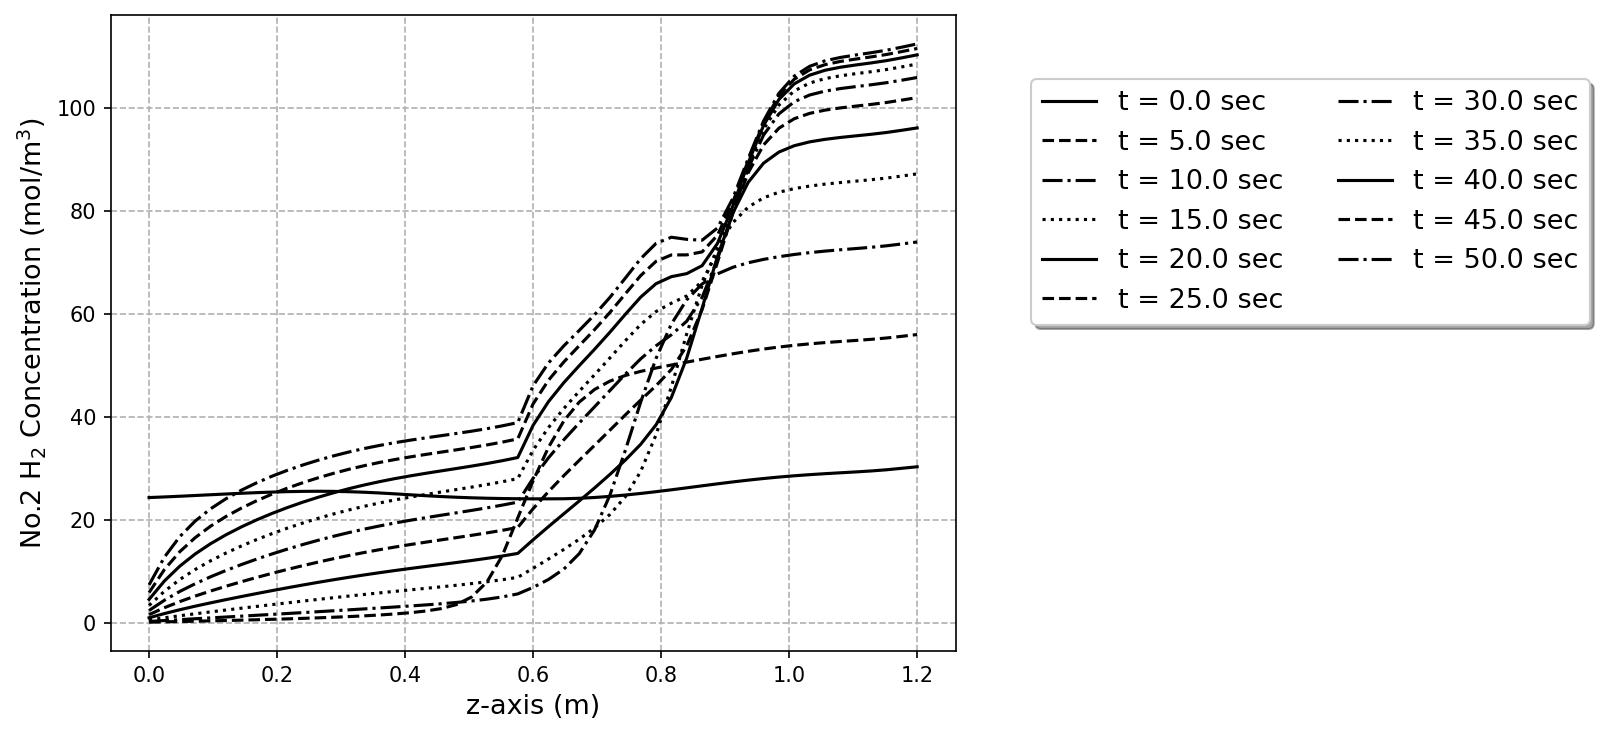 No.2 H₂ Concentration (mol/m³)
100
80
60
40
20
0
0.0 0.2 0.4 0.6 0.8 1.0 1.2
z-axis (m)
t = 0.0 sec
t = 5.0 sec
t = 10.0 sec
t = 15.0 sec
t = 20.0 sec
t = 25.0 sec
t = 30.0 sec
t = 35.0 sec
t = 40.0 sec
t = 45.0 sec
t = 50.0 sec